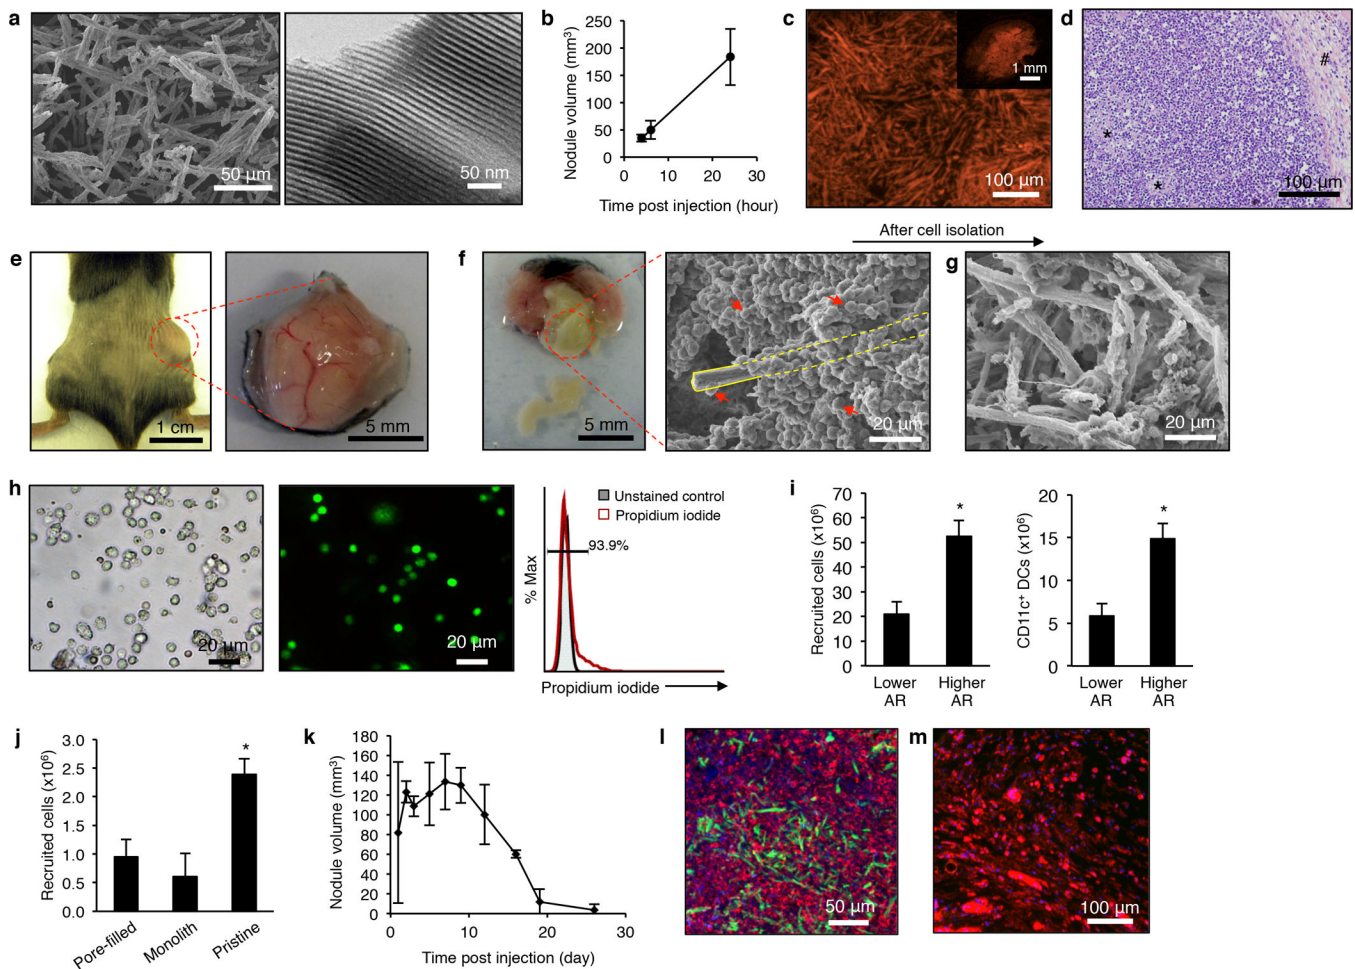 a
50 µm
50 nm
b
Nodule volume (mm³)
250
200
150
100
50
0
0 10 20 30
Time post injection (hour)
c
1 mm
100 µm
d
#
*
*
100 µm
After cell isolation
e
1 cm
5 mm
f
5 mm
20 µm
g
20 µm
h
20 µm
20 µm
% Max
Unstained control
Propidium iodide
93.9%
Propidium iodide
i
Recruited cells (x10⁶)
70
60
50
40
30
20
10
0
*
Lower AR
Higher AR
CD11c⁺ DCs (x10⁶)
20
15
10
5
0
*
Lower AR
Higher AR
j
Recruited cells (x10⁶)
3.0
2.5
2.0
1.5
1.0
0.5
0.0
*
Pore-filled
Monolith
Pristine
k
Nodule volume (mm³)
180
160
140
120
100
80
60
40
20
0
0 10 20 30
Time post injection (day)
l
50 µm
m
100 µm